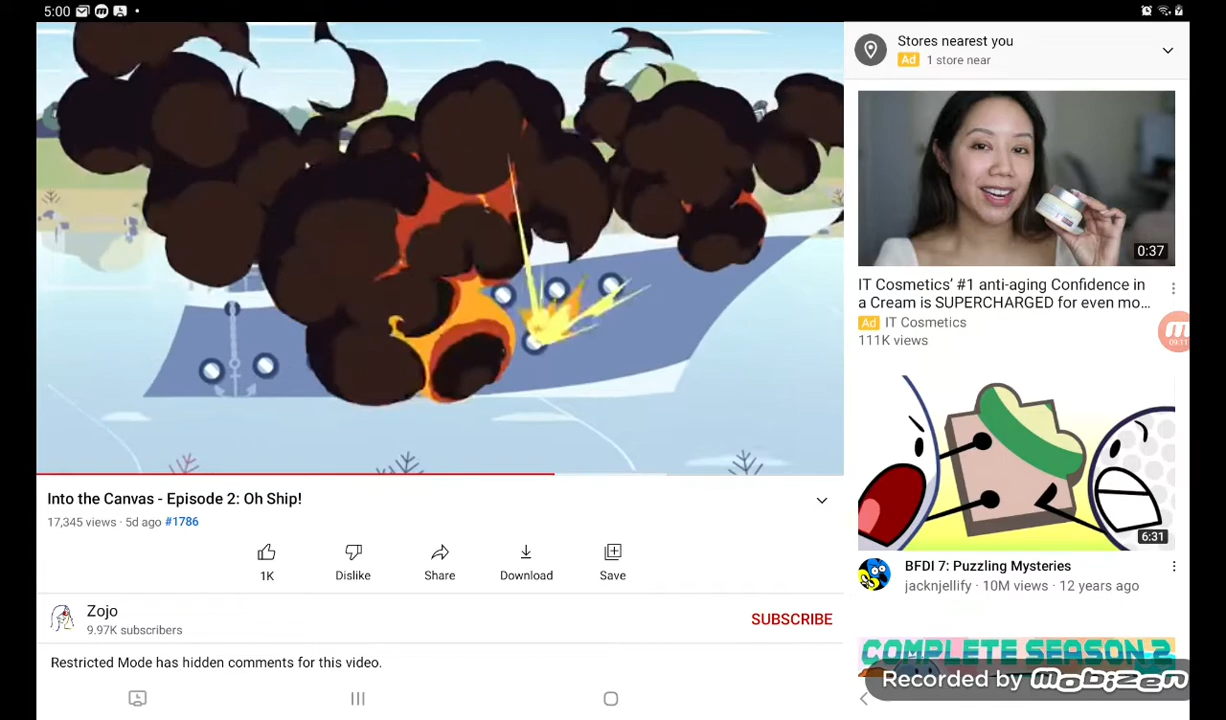 5:00
Stores nearest you
Ad 1 store near
0:37
IT Cosmetics' #1 anti-aging Confidence in
a Cream is SUPERCHARGED for even mo...
Ad IT Cosmetics
111K views
09:11
6:31
BFDI 7: Puzzling Mysteries
jacknjellify · 10M views · 12 years ago
COMPLETE SEASON 2
Into the Canvas - Episode 2: Oh Ship!
17,345 views · 5d ago #1786
1K
Dislike
Share
Download
Save
Zojo
9.97K subscribers
SUBSCRIBE
Restricted Mode has hidden comments for this video.
Recorded by mobizen